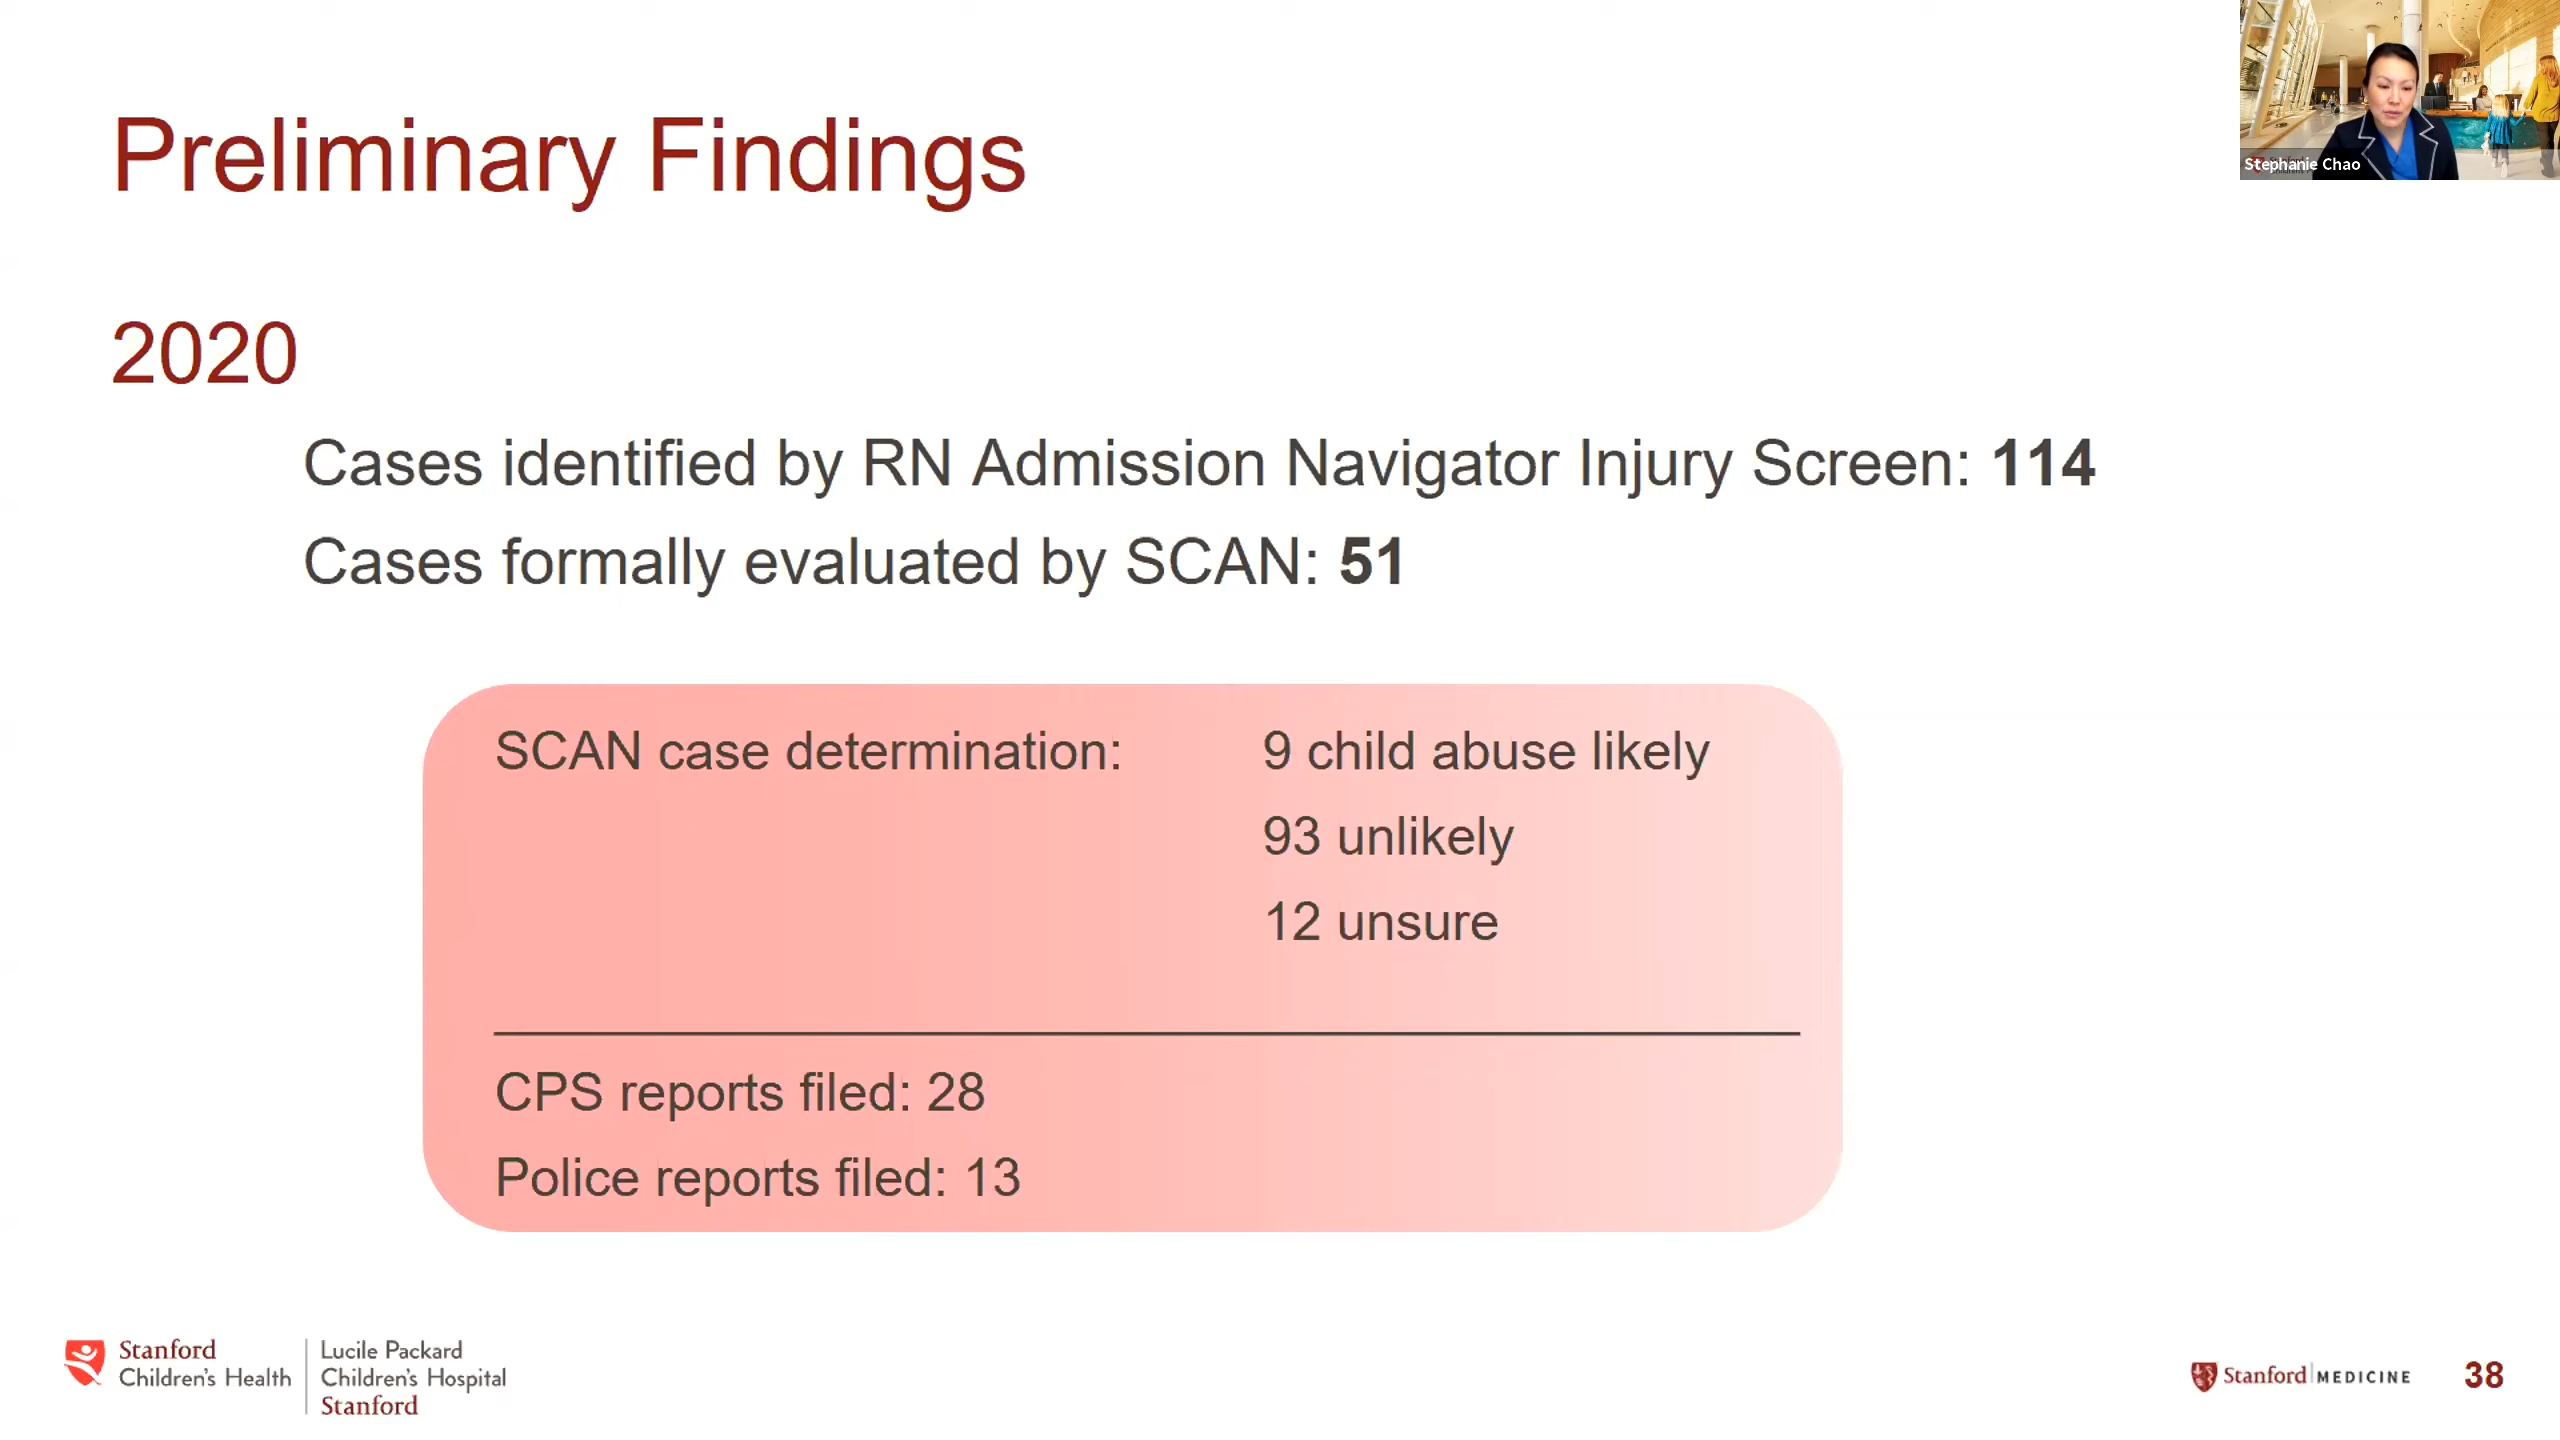 Preliminary Findings
Stephanie Chao
2020
Cases identified by RN Admission Navigator Injury Screen: 114
Cases formally evaluated by SCAN: 51
SCAN case determination: 9 child abuse likely
93 unlikely
12 unsure
CPS reports filed: 28
Police reports filed: 13
Stanford
Children's Health
Lucile Packard
Children's Hospital
Stanford
Stanford MEDICINE
38